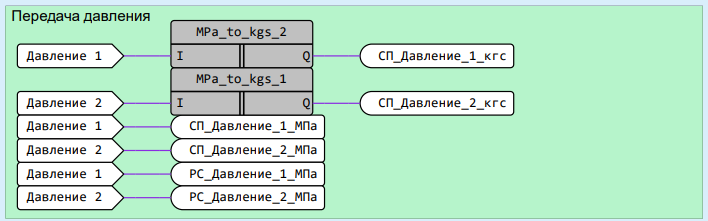 Передача давления
MPa_to_kgs_2
Давление 1 I Q СП_Давление_1_кгс
MPa_to_kgs_1
Давление 2 I Q СП_Давление_2_кгс
Давление 1 СП_Давление_1_МПа
Давление 2 СП_Давление_2_МПа
Давление 1 РС_Давление_1_МПа
Давление 2 РС_Давление_2_МПа